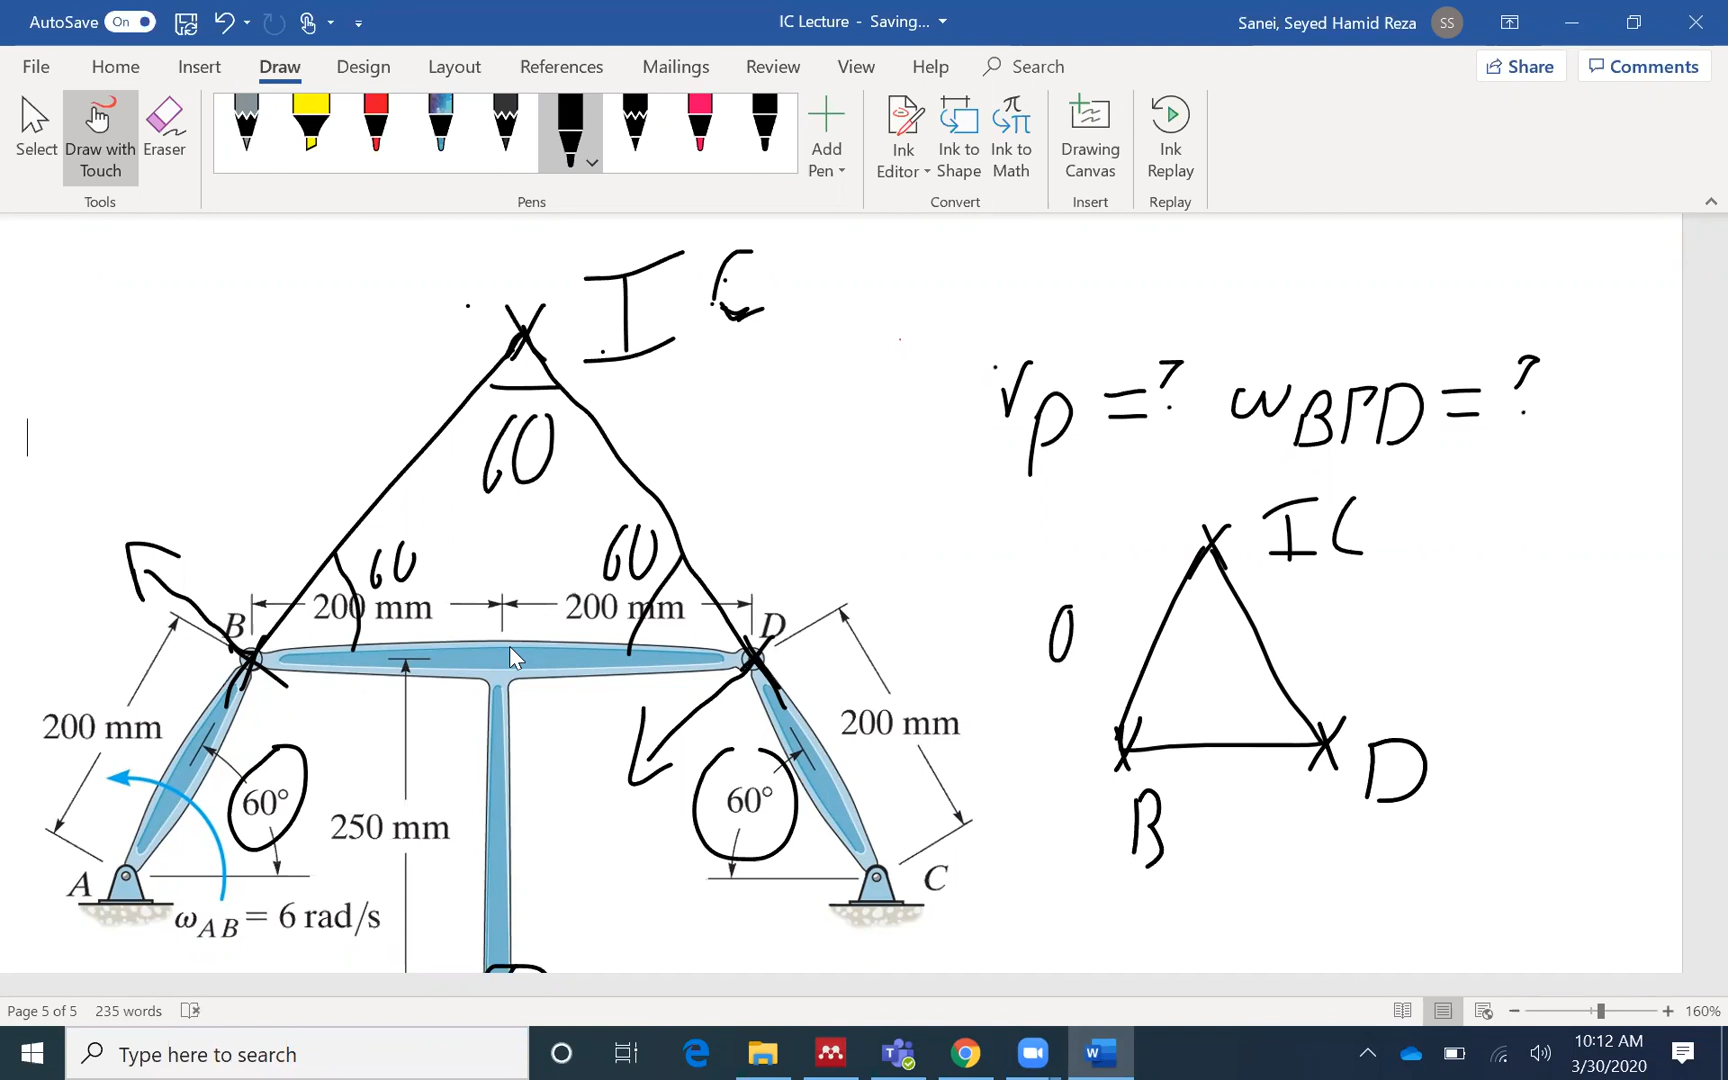 AutoSave On IC Lecture - Saving... Sanei, Seyed Hamid Reza SS
File Home Insert Draw Design Layout References Mailings Review View Help Search Share Comments
Select Draw with Touch Eraser Add Pen Ink Editor Ink to Shape Ink to Math Drawing Canvas Ink Replay
Tools Pens Convert Insert Replay
IC
60
60
60
200 mm 200 mm
B D
200 mm
200 mm
60°
60°
250 mm
A C
ωAB = 6 rad/s
vp = ? ωBPD = ?
IC
0
B
D
Page 5 of 5 235 words 160%
Type here to search
10:12 AM
3/30/2020